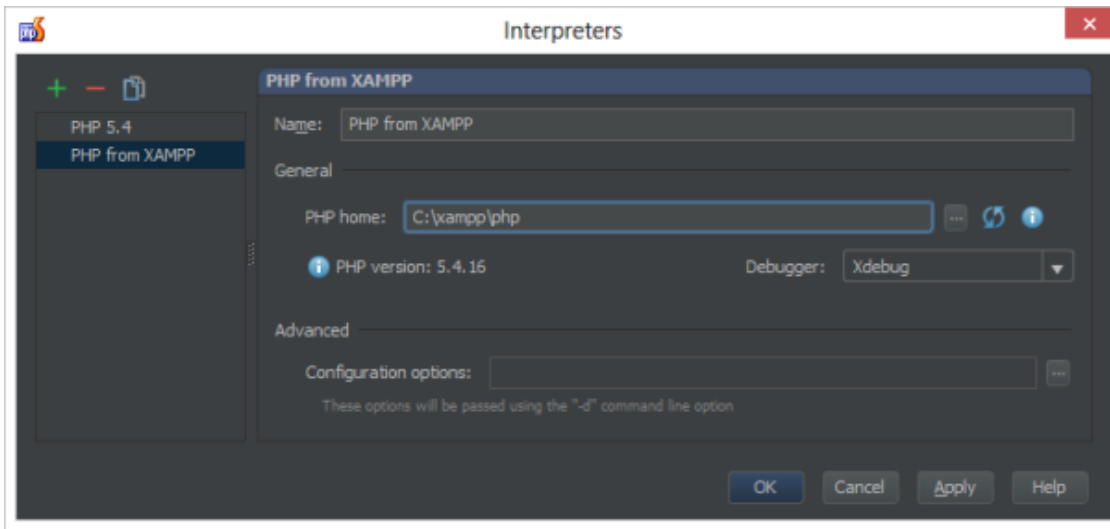 Interpreters
PHP 5.4
PHP from XAMPP
PHP from XAMPP
Name: PHP from XAMPP
General
PHP home: C:\xampp\php
PHP version: 5.4.16 Debugger: Xdebug
Advanced
Configuration options:
These options will be passed using the "-d" command line option
OK Cancel Apply Help